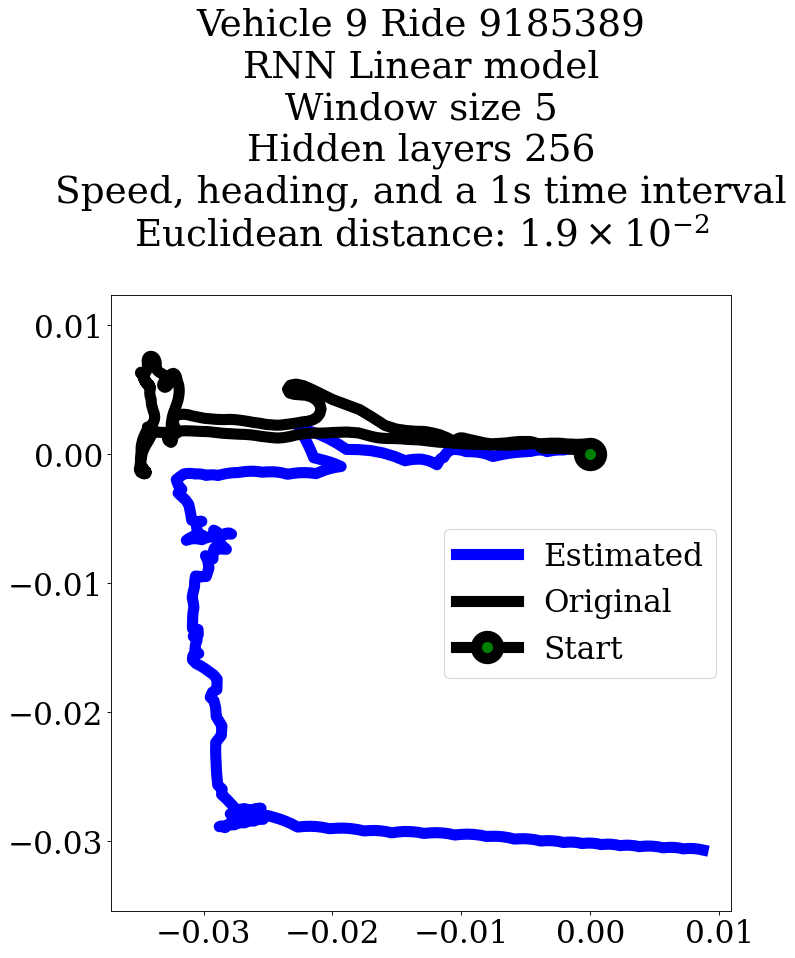 Vehicle 9 Ride 9185389
RNN Linear model
Window size 5
Hidden layers 256
Speed, heading, and a 1s time interval
Euclidean distance: 1.9 × 10⁻²
0.01
0.00
−0.01
−0.02
−0.03
Estimated
Original
Start
−0.03 −0.02 −0.01 0.00 0.01